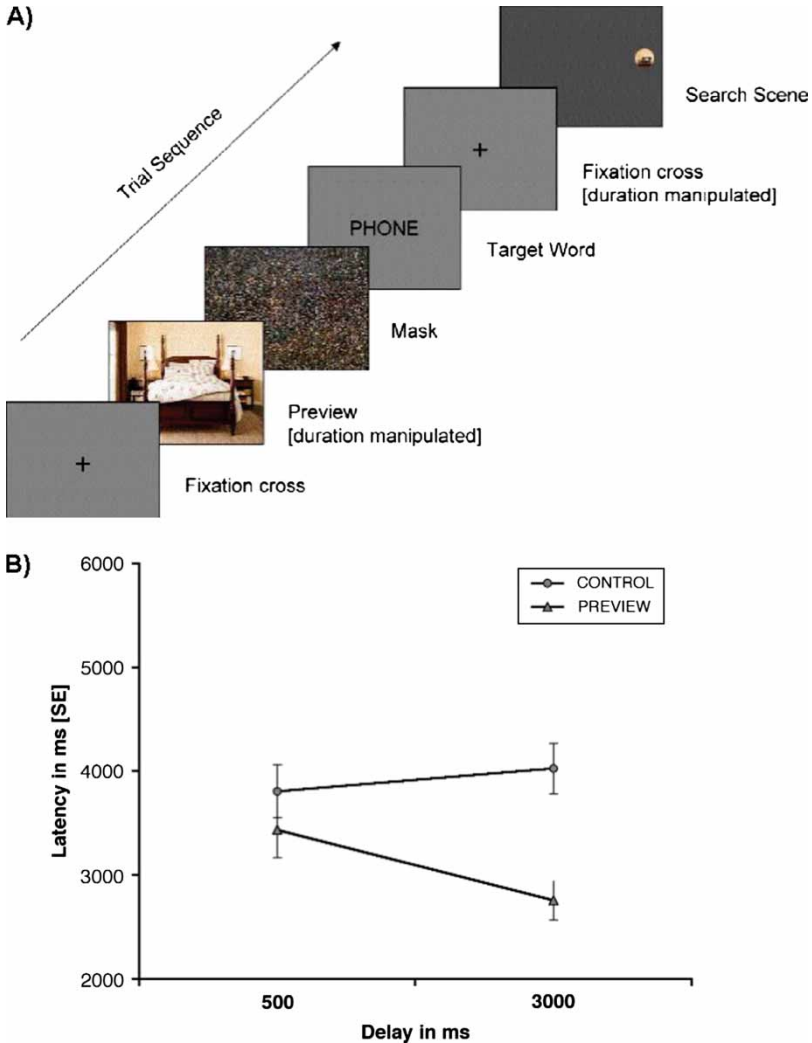 A)
Trial Sequence
Search Scene
Fixation cross
[duration manipulated]
PHONE
Target Word
Mask
Preview
[duration manipulated]
Fixation cross
B)
6000
5000
4000
3000
2000
Latency in ms [SE]
CONTROL
PREVIEW
500
3000
Delay in ms